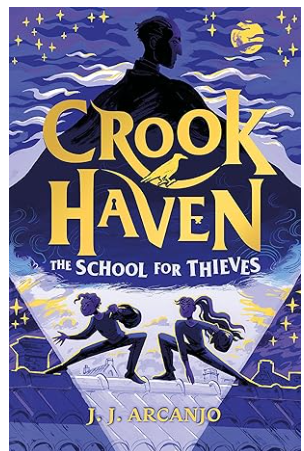 CROOK
HAVEN
THE SCHOOL FOR THIEVES
J. J. ARCANJO